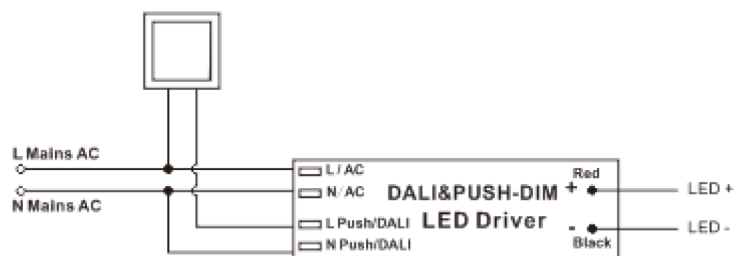 L Mains AC
N Mains AC
L / AC
N/ AC
L Push/DALI
N Push/DALI
DALI&PUSH-DIM
LED Driver
Red
+
-
Black
LED +
LED -